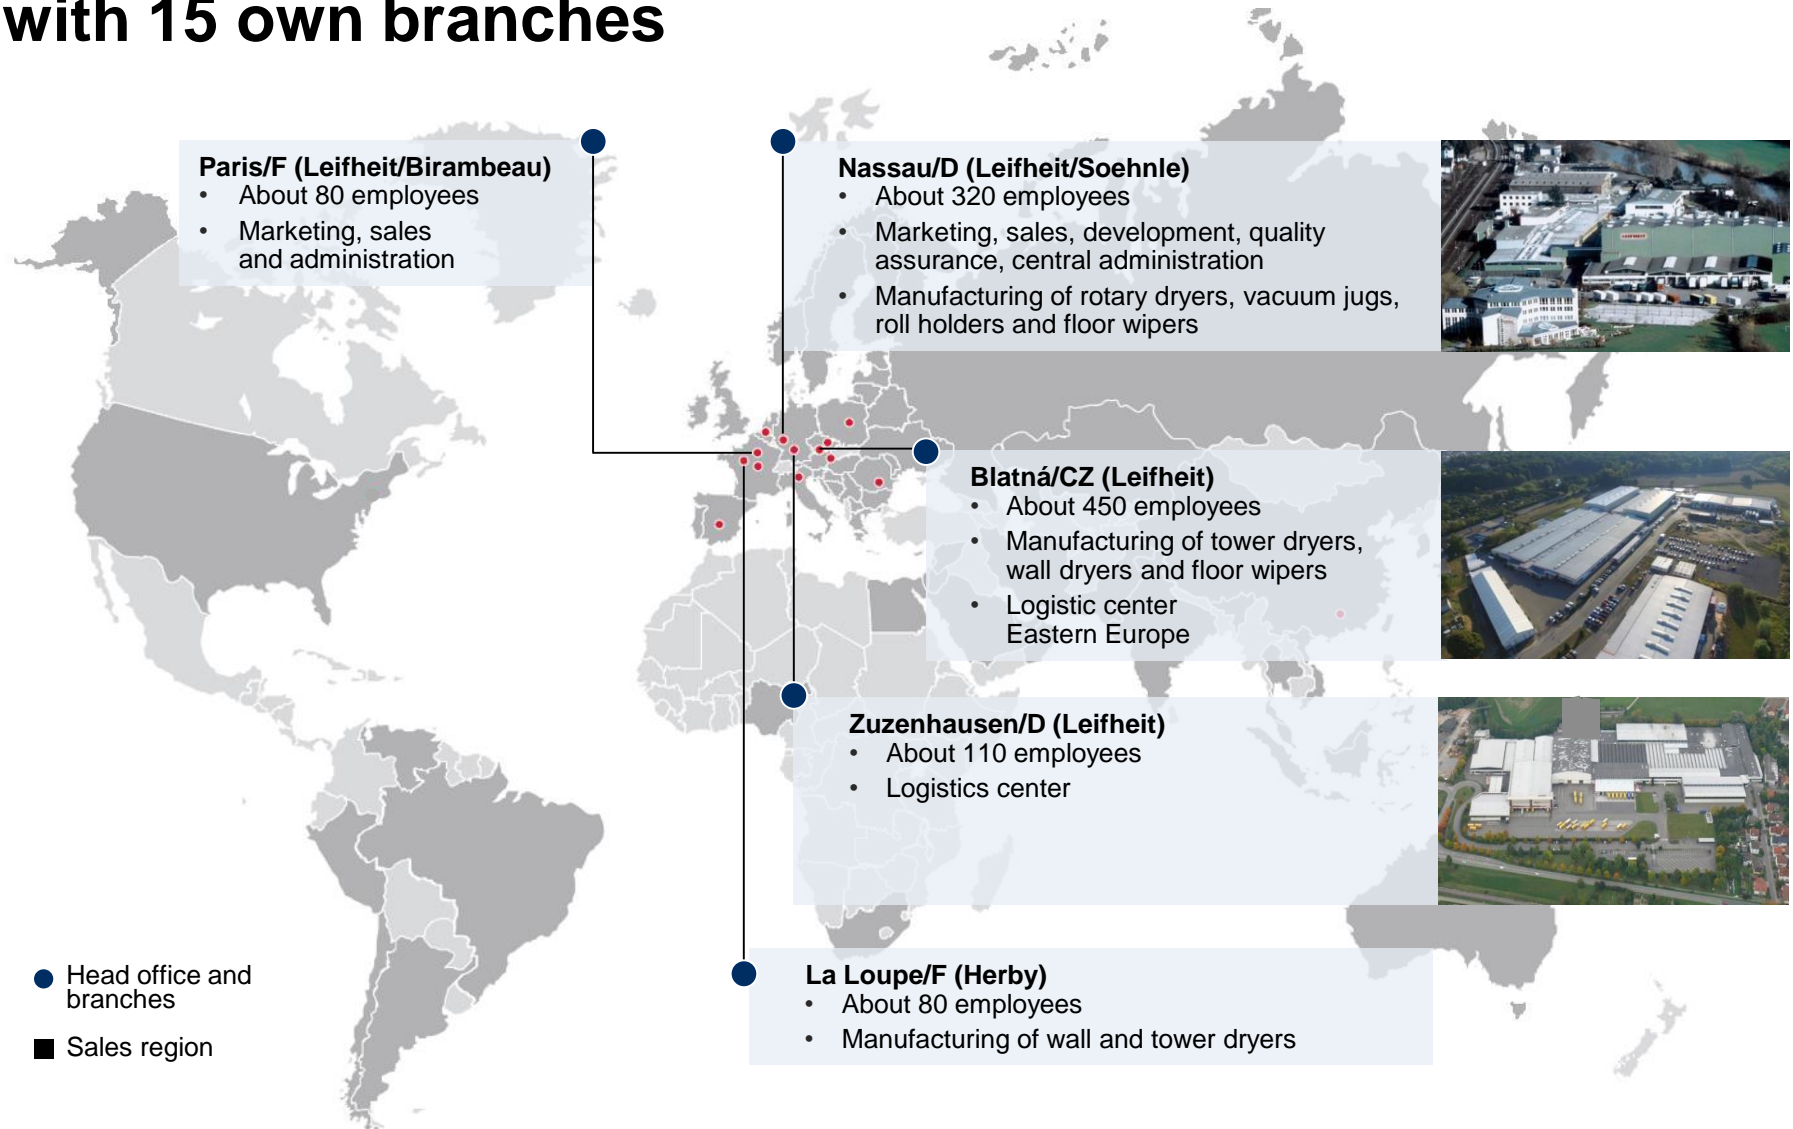 with 15 own branches
Paris/F (Leifheit/Birambeau)
• About 80 employees
• Marketing, sales
and administration
Nassau/D (Leifheit/Soehnle)
• About 320 employees
• Marketing, sales, development, quality
assurance, central administration
• Manufacturing of rotary dryers, vacuum jugs,
roll holders and floor wipers
LEIFHEIT
Blatná/CZ (Leifheit)
• About 450 employees
• Manufacturing of tower dryers,
wall dryers and floor wipers
• Logistic center
Eastern Europe
Zuzenhausen/D (Leifheit)
• About 110 employees
• Logistics center
La Loupe/F (Herby)
• About 80 employees
• Manufacturing of wall and tower dryers
Head office and
branches
Sales region